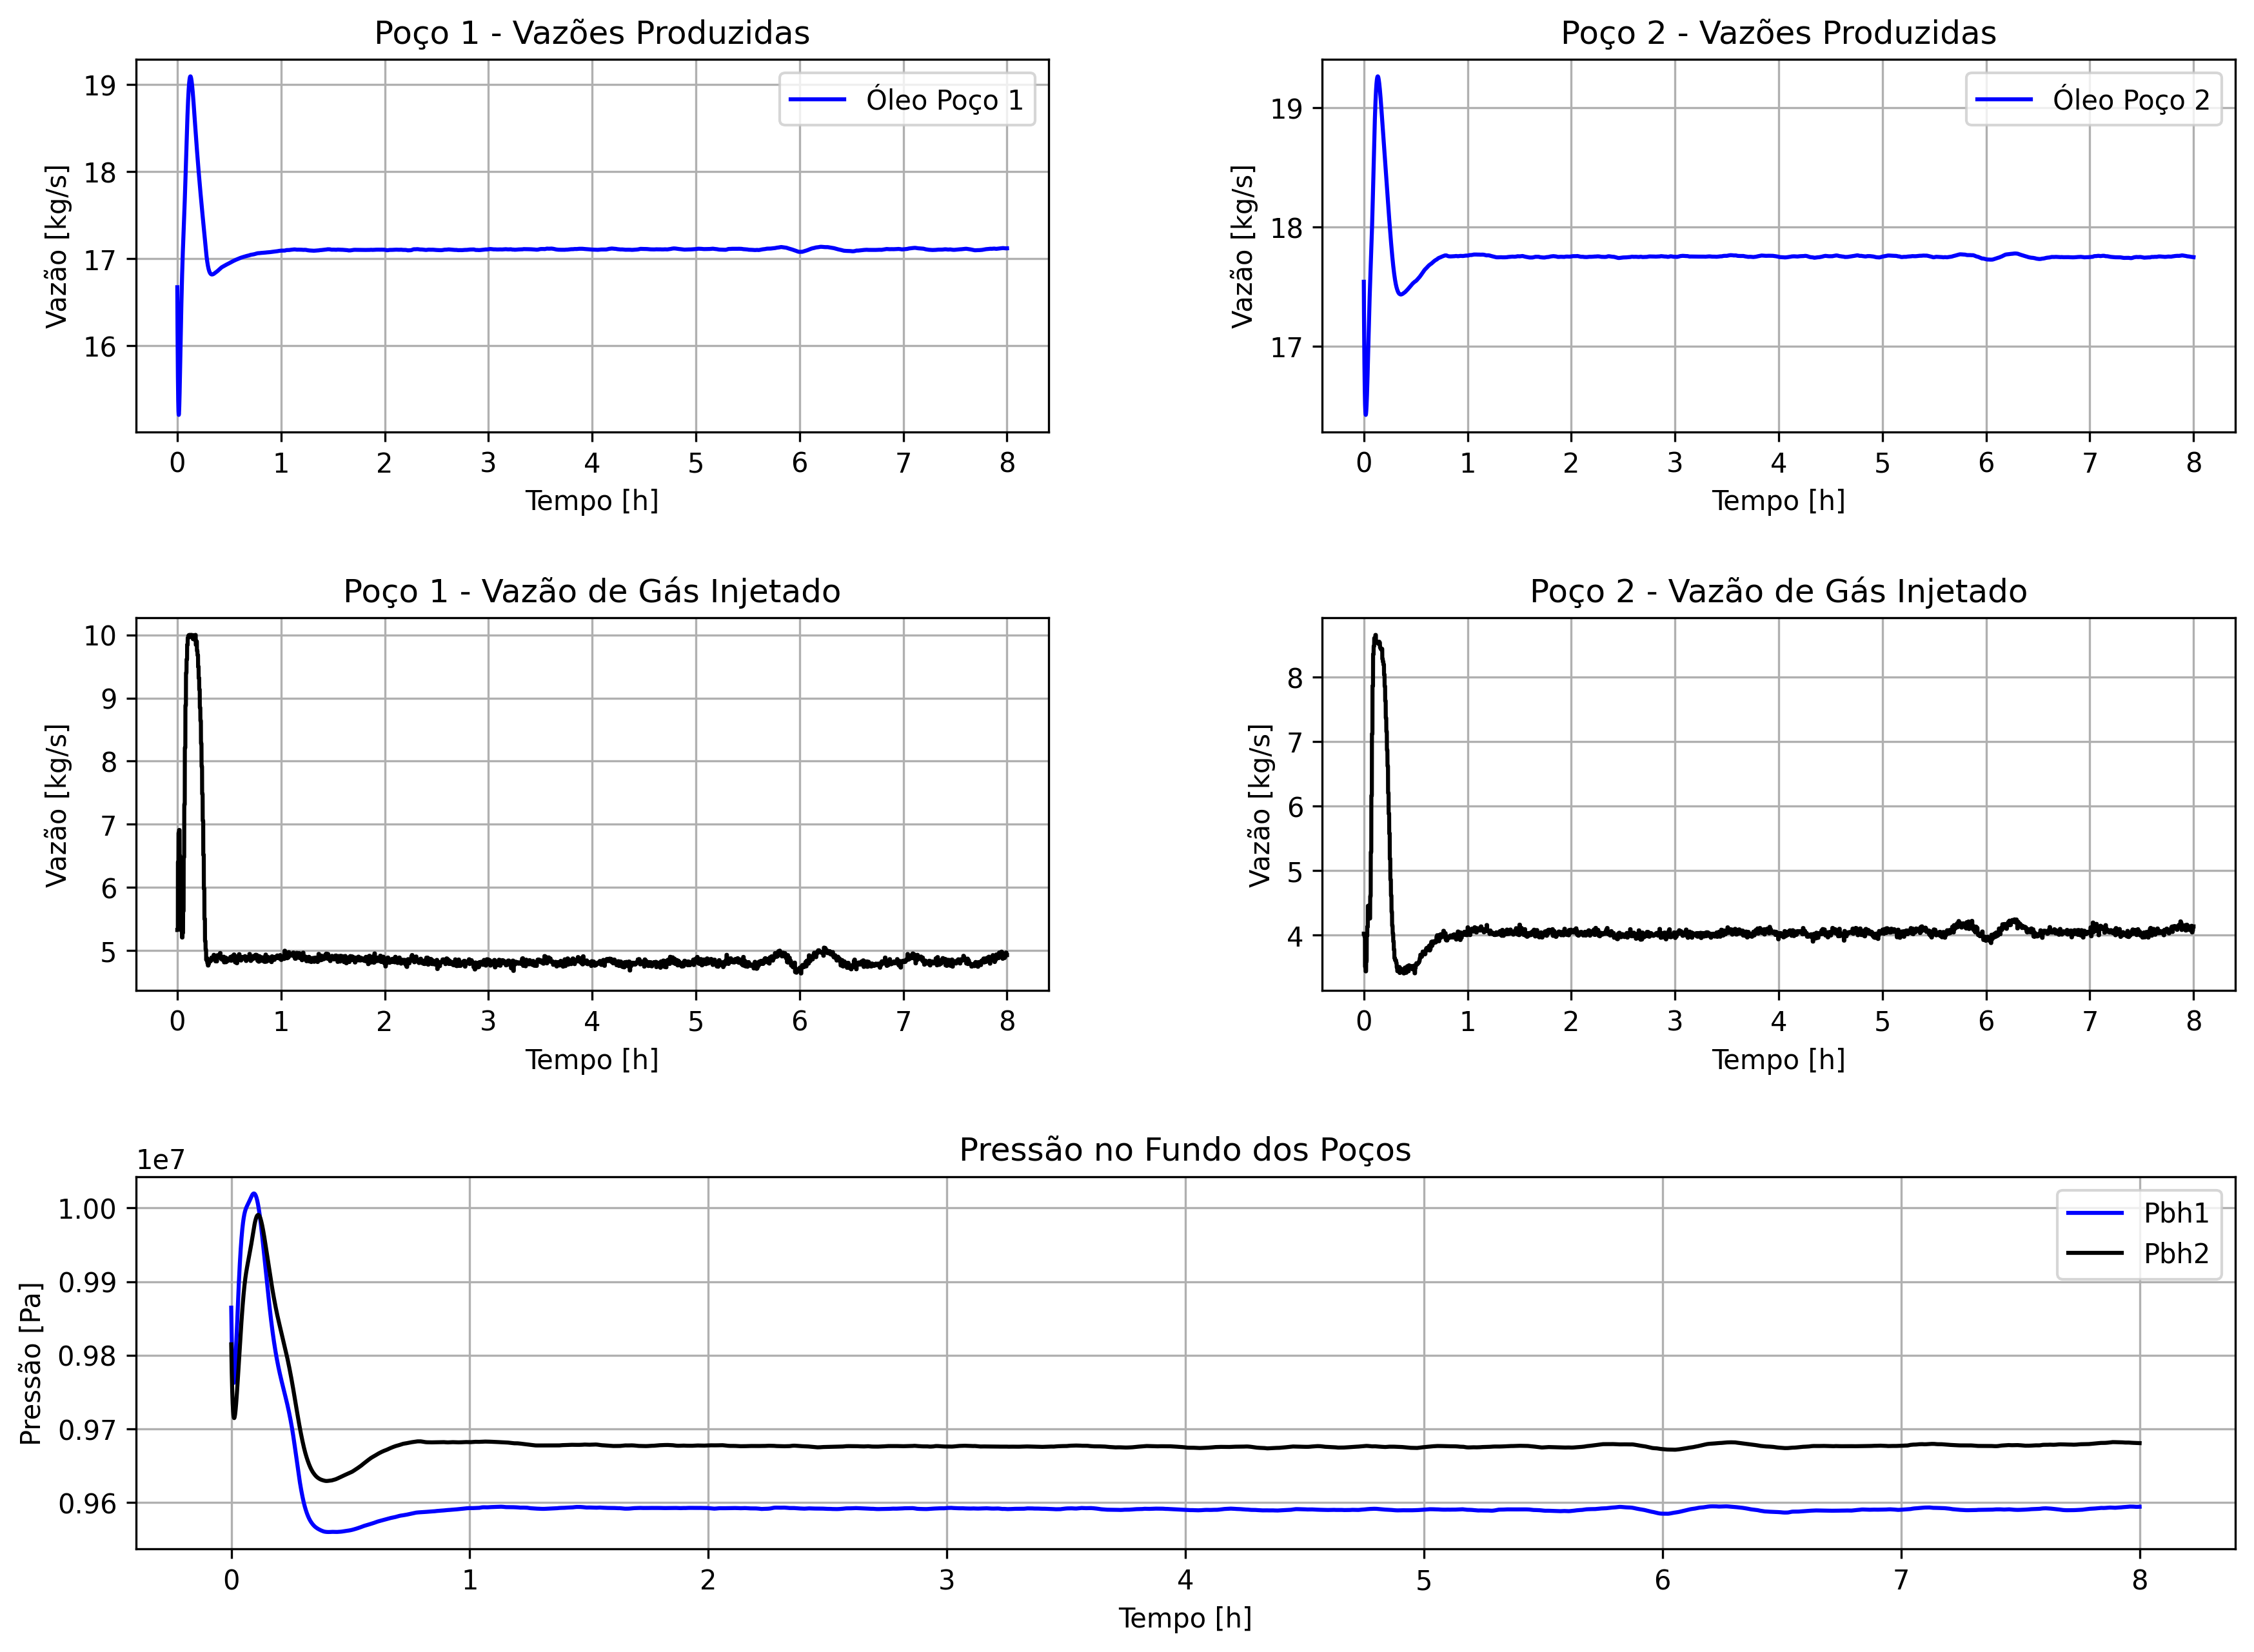 Poço 1 - Vazões Produzidas
Vazão [kg/s]
19
18
17
16
Óleo Poço 1
0 1 2 3 4 5 6 7 8
Tempo [h]
Poço 2 - Vazões Produzidas
Vazão [kg/s]
19
18
17
Óleo Poço 2
0 1 2 3 4 5 6 7 8
Tempo [h]
Poço 1 - Vazão de Gás Injetado
Vazão [kg/s]
10
9
8
7
6
5
0 1 2 3 4 5 6 7 8
Tempo [h]
Poço 2 - Vazão de Gás Injetado
Vazão [kg/s]
8
7
6
5
4
0 1 2 3 4 5 6 7 8
Tempo [h]
Pressão no Fundo dos Poços
1e7
Pressão [Pa]
1.00
0.99
0.98
0.97
0.96
Pbh1
Pbh2
0 1 2 3 4 5 6 7 8
Tempo [h]